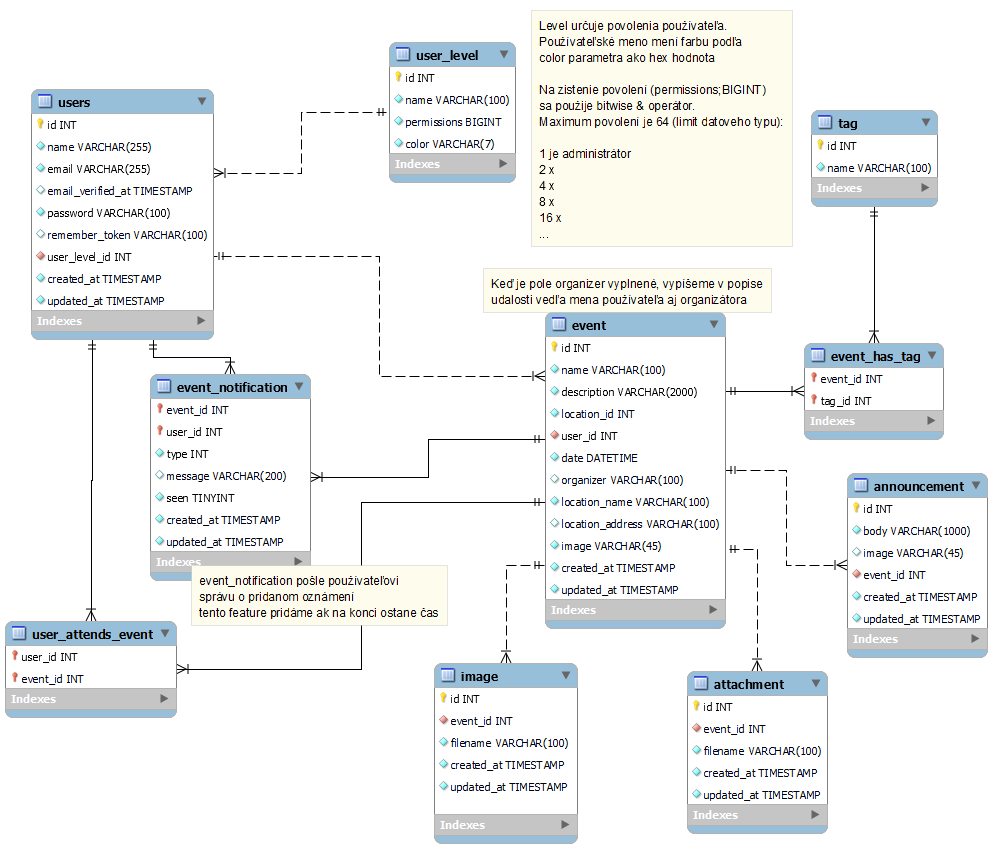 Level určuje povolenia používateľa.
Používateľské meno mení farbu podľa
color parametra ako hex hodnota
Na zistenie povolení (permissions;BIGINT)
sa použije bitwise & operátor.
Maximum povolení je 64 (limit datoveho typu):
1 je administrátor
2 x
4 x
8 x
16 x
...
user_level
id INT
name VARCHAR(100)
permissions BIGINT
color VARCHAR(7)
Indexes
users
id INT
name VARCHAR(255)
email VARCHAR(255)
email_verified_at TIMESTAMP
password VARCHAR(100)
remember_token VARCHAR(100)
user_level_id INT
created_at TIMESTAMP
updated_at TIMESTAMP
Indexes
tag
id INT
name VARCHAR(100)
Indexes
Keď je pole organizer vyplnené, vypíšeme v popise
udalosti vedľa mena používateľa aj organizátora
event
id INT
name VARCHAR(100)
description VARCHAR(2000)
location_id INT
user_id INT
date DATETIME
organizer VARCHAR(100)
location_name VARCHAR(100)
location_address VARCHAR(100)
image VARCHAR(45)
created_at TIMESTAMP
updated_at TIMESTAMP
Indexes
event_has_tag
event_id INT
tag_id INT
Indexes
event_notification
event_id INT
user_id INT
type INT
message VARCHAR(200)
seen TINYINT
created_at TIMESTAMP
updated_at TIMESTAMP
Indexes
event_notification pošle používateľovi
správu o pridanom oznámení
tento feature pridáme ak na konci ostane čas
announcement
id INT
body VARCHAR(1000)
image VARCHAR(45)
event_id INT
created_at TIMESTAMP
updated_at TIMESTAMP
Indexes
user_attends_event
user_id INT
event_id INT
Indexes
image
id INT
event_id INT
filename VARCHAR(100)
created_at TIMESTAMP
updated_at TIMESTAMP
Indexes
attachment
id INT
event_id INT
filename VARCHAR(100)
created_at TIMESTAMP
updated_at TIMESTAMP
Indexes